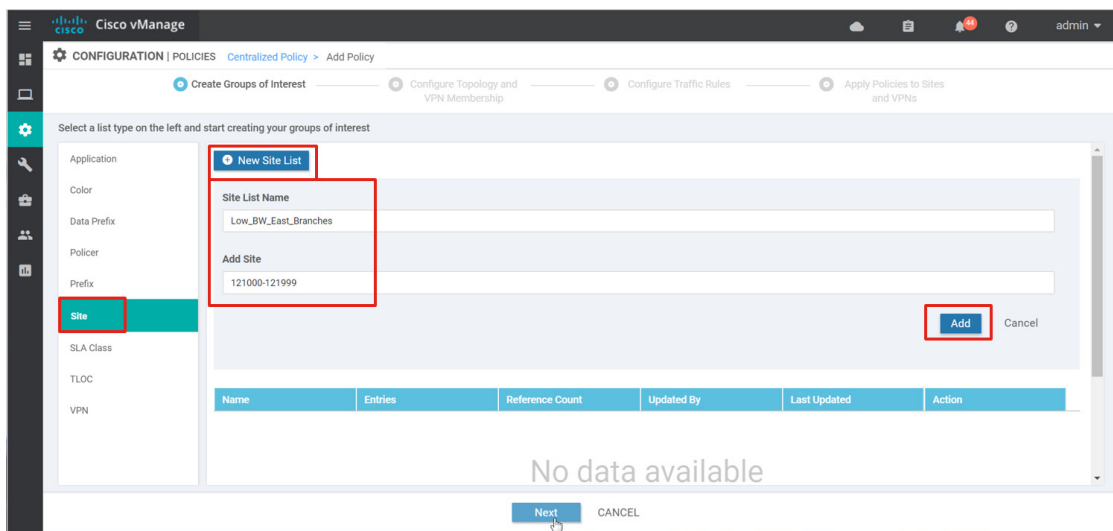 cisco Cisco vManage
44
admin
CONFIGURATION | POLICIES Centralized Policy > Add Policy
Create Groups of Interest
Configure Topology and
VPN Membership
Configure Traffic Rules
Apply Policies to Sites
and VPNs
Select a list type on the left and start creating your groups of interest
Application
Color
Data Prefix
Policer
Prefix
Site
SLA Class
TLOC
VPN
New Site List
Site List Name
Low_BW_East_Branches
Add Site
121000-121999
Add Cancel
Name Entries Reference Count Updated By Last Updated Action
No data available
Next CANCEL